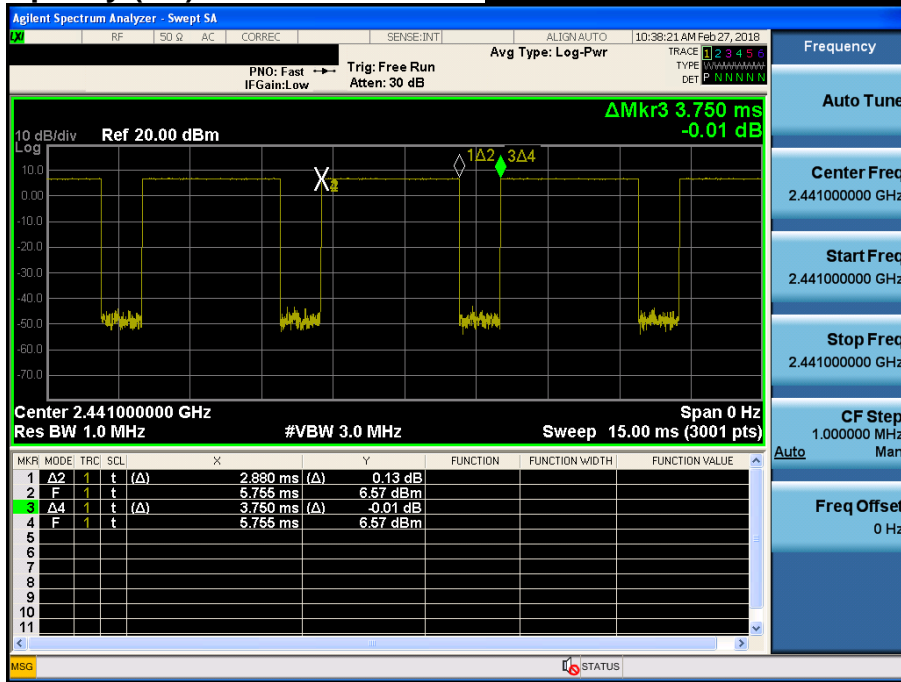 Agilent Spectrum Analyzer - Swept SA
LXI RF 50 Ω AC CORREC SENSE:INT ALIGN AUTO 10:38:21 AM Feb 27, 2018
Frequency
Avg Type: Log-Pwr
TRACE 1 2 3 4 5 6
PNO: Fast Trig: Free Run
TYPE
IFGain:Low Atten: 30 dB
DET P N N N N N
Auto Tune
ΔMkr3 3.750 ms
-0.01 dB
10 dB/div Ref 20.00 dBm
Log
1Δ2 3Δ4
10.0
0.00
-10.0
-20.0
-30.0
-40.0
-50.0
-60.0
-70.0
Center Freq
2.441000000 GHz
Start Freq
2.441000000 GHz
Stop Freq
2.441000000 GHz
Center 2.441000000 GHz Span 0 Hz
Res BW 1.0 MHz #VBW 3.0 MHz Sweep 15.00 ms (3001 pts)
CF Step
1.000000 MHz
Auto Man
MKR MODE TRC SCL X Y FUNCTION FUNCTION WIDTH FUNCTION VALUE
1 Δ2 1 t (Δ) 2.880 ms (Δ) 0.13 dB
2 F 1 t 5.755 ms 6.57 dBm
3 Δ4 1 t (Δ) 3.750 ms (Δ) -0.01 dB
4 F 1 t 5.755 ms 6.57 dBm
5
6
7
8
9
10
11
Freq Offset
0 Hz
MSG STATUS